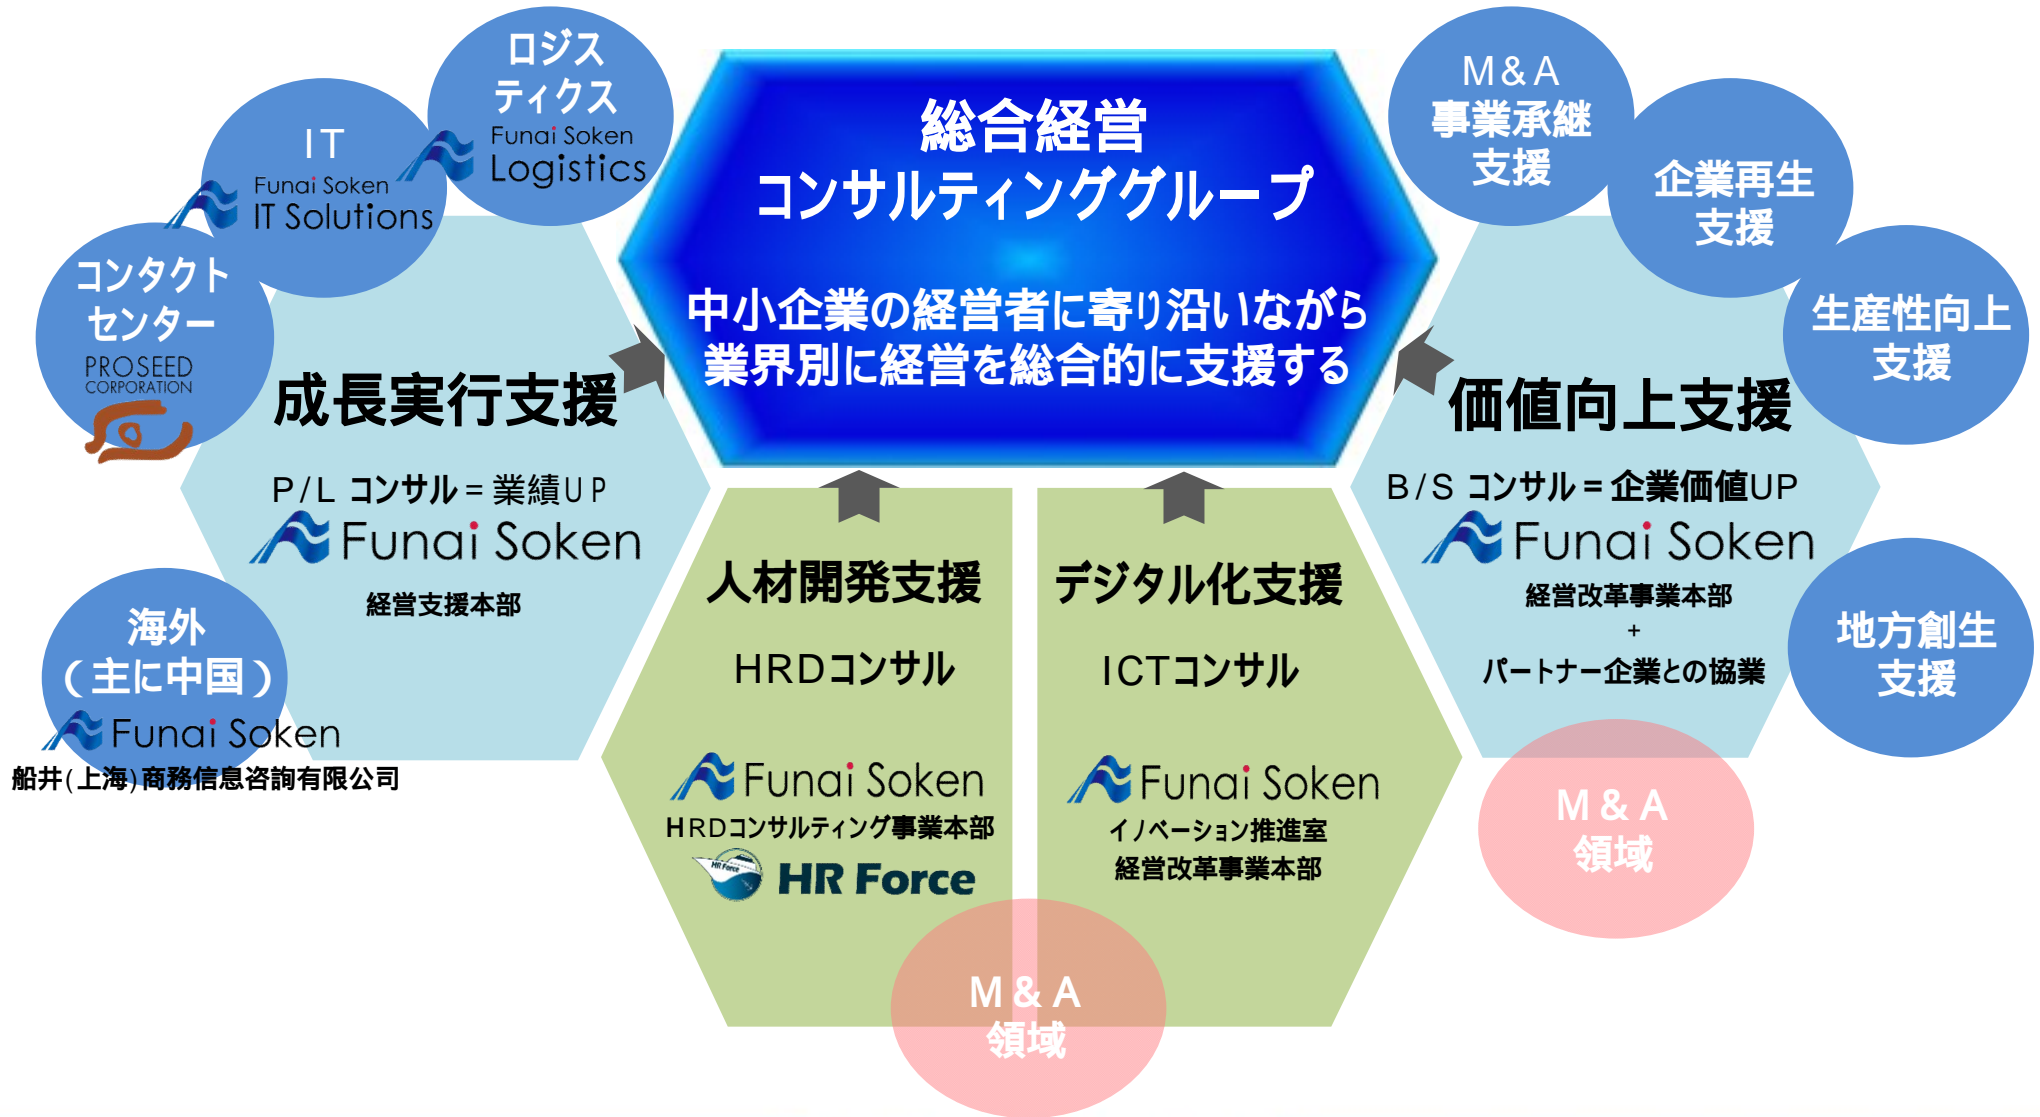 ロジス
ティクス
Funai Soken
Logistics
IT
Funai Soken
IT Solutions
コンタクト
センター
PROSEED
CORPORATION
総合経営
コンサルティンググループ
中小企業の経営者に寄り沿いながら
業界別に経営を総合的に支援する
M&A
事業承継
支援
企業再生
支援
生産性向上
支援
成長実行支援
P/L コンサル=業績UP
Funai Soken
経営支援本部
海外
(主に中国)
Funai Soken
船井(上海)商務信息咨詢有限公司
人材開発支援
HRDコンサル
Funai Soken
HRDコンサルティング事業本部
HR Force
HR Force
デジタル化支援
ICTコンサル
Funai Soken
イノベーション推進室
経営改革事業本部
価値向上支援
B/S コンサル=企業価値UP
Funai Soken
経営改革事業本部
+
パートナー企業との協業
地方創生
支援
M&A
領域
M&A
領域